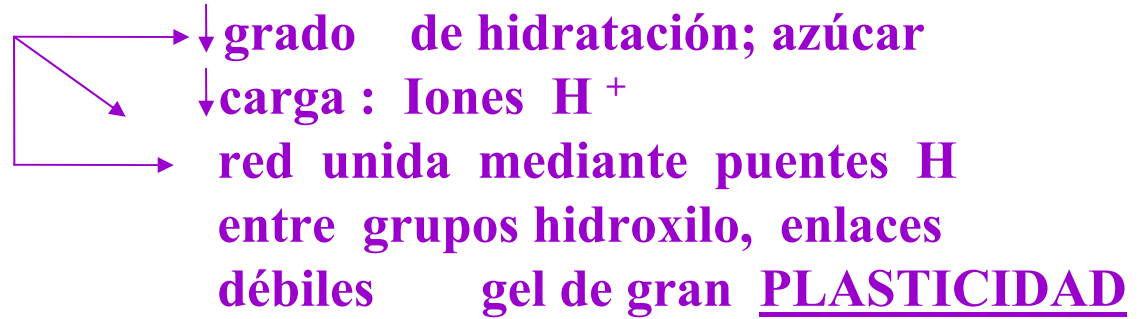 ↓ grado de hidratación; azúcar
↓ carga : Iones H +
red unida mediante puentes H
entre grupos hidroxilo, enlaces
débiles gel de gran PLASTICIDAD